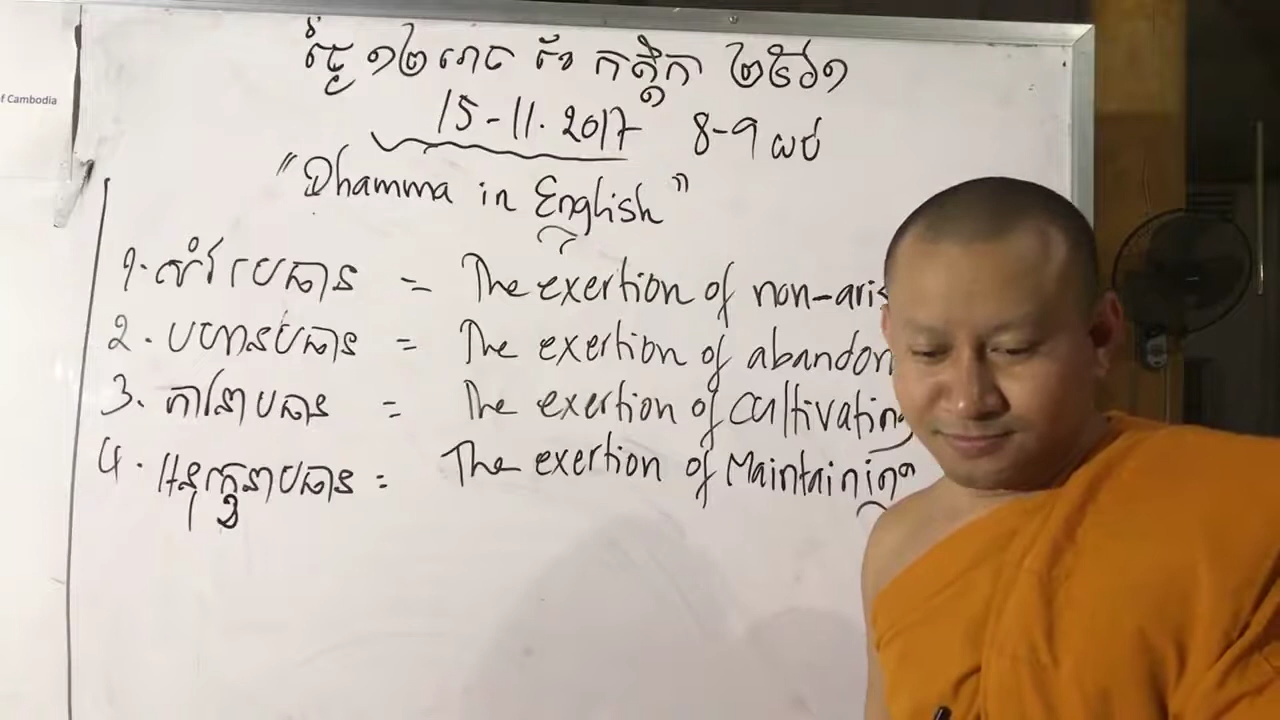 f Cambodia
ថ្ងៃ ១២ រោច ខែ កត្តិក ២៥៦១
15-11-2017 8-9 យប់
"Dhamma in English"
1. សំវរបធាន = The exertion of non-aris
2. បហានបធាន = The exertion of abandon
3. ភាវនាបធាន = The exertion of cultivating
4. អនុរក្ខនាបធាន = The exertion of Maintaining